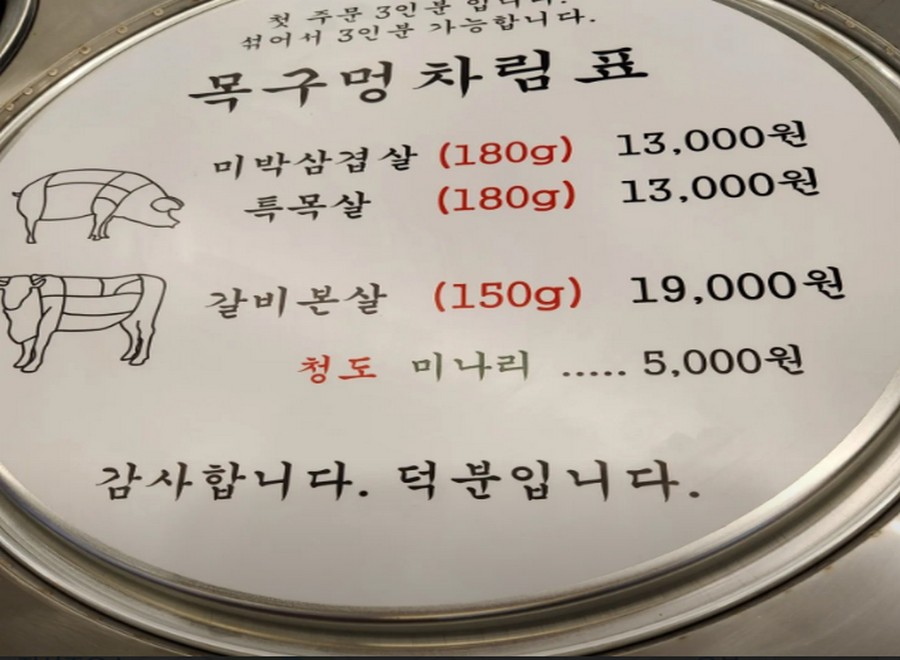 첫 주문 3인분 입니다.
섞어서 3인분 가능합니다.
목구멍 차림표
미박삼겹살 (180g) 13,000원
특목살 (180g) 13,000원
갈비본살 (150g) 19,000원
청도 미나리 ..... 5,000원
감사합니다. 덕분입니다.